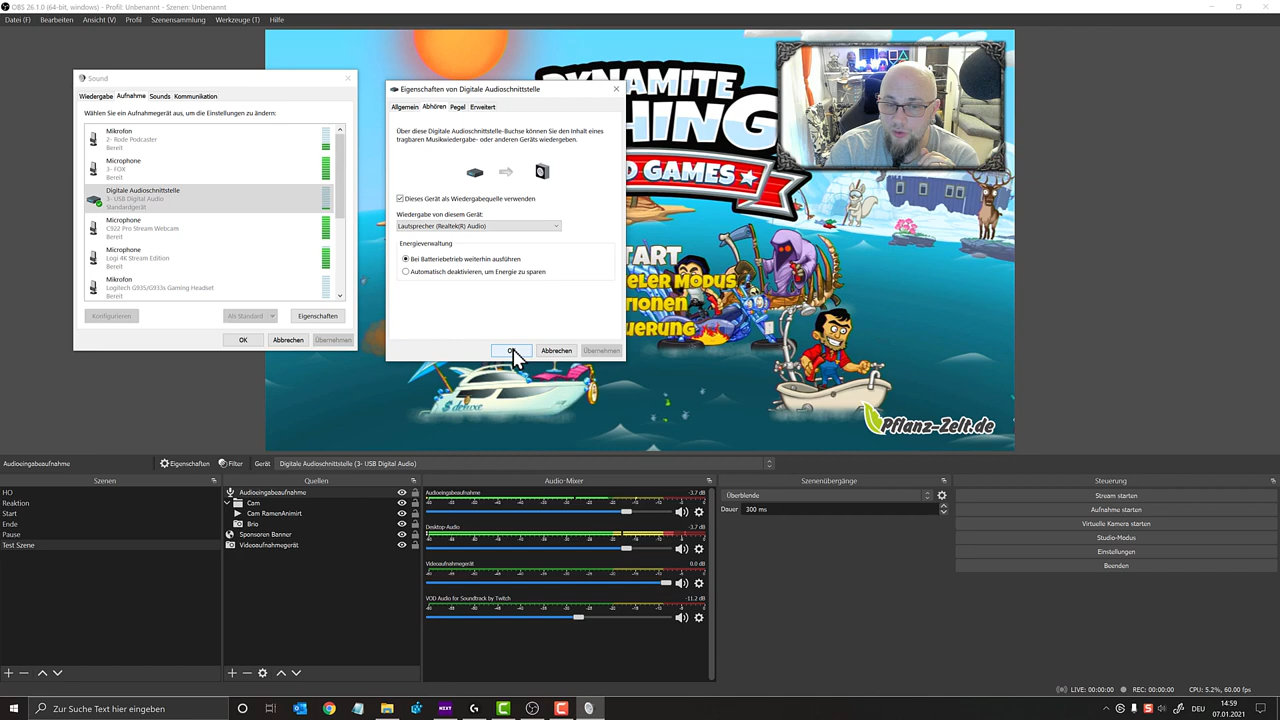 OBS 26.1.0 (64-bit, windows) - Profil: Unbenannt - Szenen: Unbenannt
Datei (F) Bearbeiten Ansicht (V) Profil Szenensammlung Werkzeuge (T) Hilfe
Sound
Wiedergabe Aufnahme Sounds Kommunikation
Wählen Sie ein Aufnahmegerät aus, um die Einstellungen zu ändern:
Mikrofon
2- Rode Podcaster
Bereit
Microphone
3- FOX
Bereit
Digitale Audioschnittstelle
3- USB Digital Audio
Standardgerät
Microphone
C922 Pro Stream Webcam
Bereit
Microphone
Logi 4K Stream Edition
Bereit
Mikrofon
Logitech G935/G933s Gaming Headset
Bereit
Konfigurieren Als Standard Eigenschaften
OK Abbrechen Übernehmen
Eigenschaften von Digitale Audioschnittstelle
Allgemein Abhören Pegel Erweitert
Über diese Digitale Audioschnittstelle-Buchse können Sie den Inhalt eines
tragbaren Musikwiedergabe- oder anderen Geräts wiedergeben.
Dieses Gerät als Wiedergabequelle verwenden
Wiedergabe von diesem Gerät:
Lautsprecher (Realtek(R) Audio)
Energieverwaltung
Bei Batteriebetrieb weiterhin ausführen
Automatisch deaktivieren, um Energie zu sparen
Abbrechen Übernehmen
DYNAMITE
GAMES
Pflanz-Zelt.de
$ deluxe
Audioeingabeaufnahme Eigenschaften Filter Gerät Digitale Audioschnittstelle (3- USB Digital Audio)
Szenen
HO
Reaktion
Start
Ende
Pause
Test Szene
Quellen
Audioeingabeaufnahme
Cam
Cam RamenAnimirt
Brio
Sponsoren Banner
Videoaufnahmegerät
Audio-Mixer
Audioeingabeaufnahme -3.7 dB
Desktop-Audio -3.7 dB
Videoaufnahmegerät 0.0 dB
VOD Audio for Soundtrack by Twitch -11.2 dB
Szenenübergänge
Überblende
Dauer 300 ms
Steuerung
Stream starten
Aufnahme starten
Virtuelle Kamera starten
Studio-Modus
Einstellungen
Beenden
LIVE: 00:00:00 REC: 00:00:00 CPU: 5.2%, 60.00 fps
Zur Suche Text hier eingeben
NEXT
DEU
14:59
07.01.2021